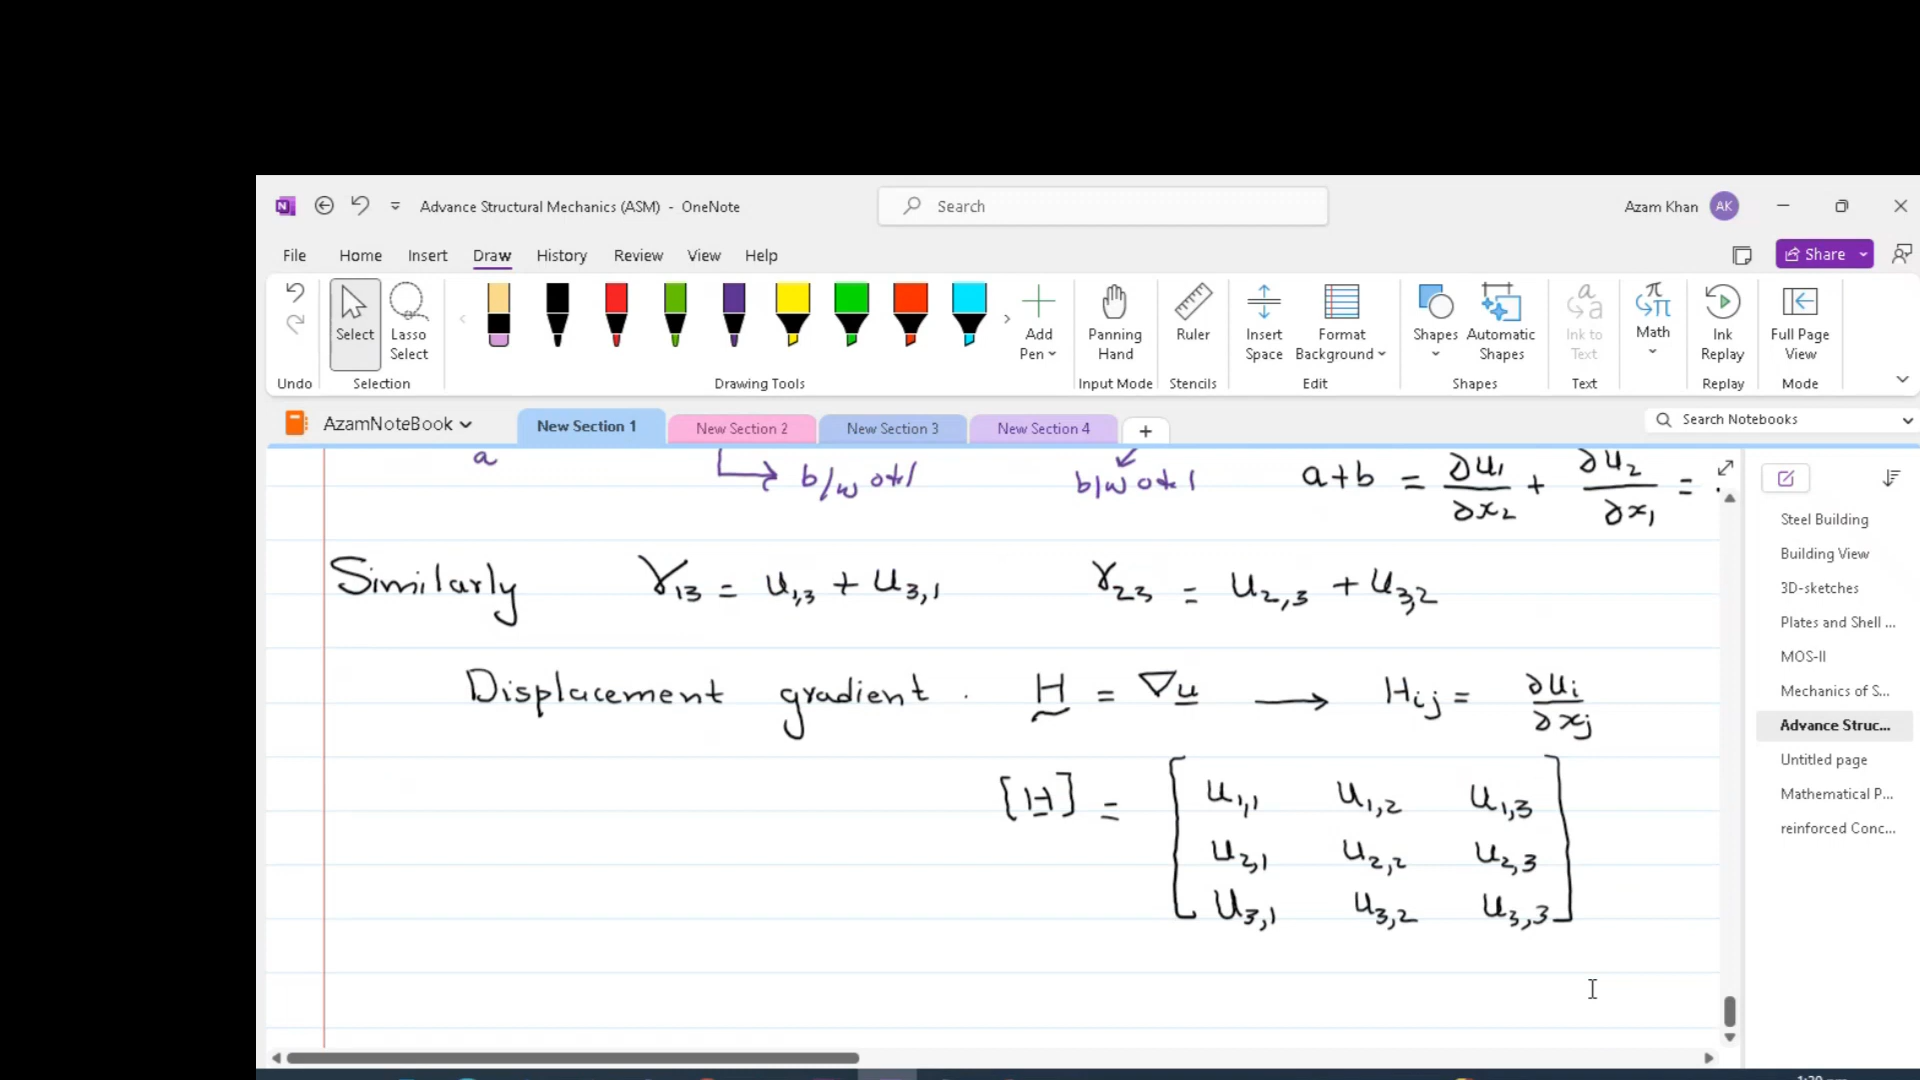 Advance Structural Mechanics (ASM) - OneNote
Search
Azam Khan AK
File Home Insert Draw History Review View Help
Share
Select
Lasso Select
Add Pen
Panning Hand
Ruler
Insert Space
Format Background
Shapes
Automatic Shapes
Ink to Text
Math
Ink Replay
Full Page View
Undo Selection Drawing Tools Input Mode Stencils Edit Shapes Text Replay Mode
AzamNoteBook New Section 1 New Section 2 New Section 3 New Section 4 +
Search Notebooks
a
b/w o&1 b/w o&1 a+b = ∂u₁/∂x₂ + ∂u₂/∂x₁ =
Similarly γ₁₃ = u₁,₃ + u₃,₁ γ₂₃ = u₂,₃ + u₃,₂
Displacement gradient . H = ∇u → Hij = ∂ui/∂xj
[H] = [ u₁,₁ u₁,₂ u₁,₃
u₂,₁ u₂,₂ u₂,₃
u₃,₁ u₃,₂ u₃,₃ ]
Steel Building
Building View
3D-sketches
Plates and Shell ...
MOS-II
Mechanics of S...
Advance Struc...
Untitled page
Mathematical P...
reinforced Conc...